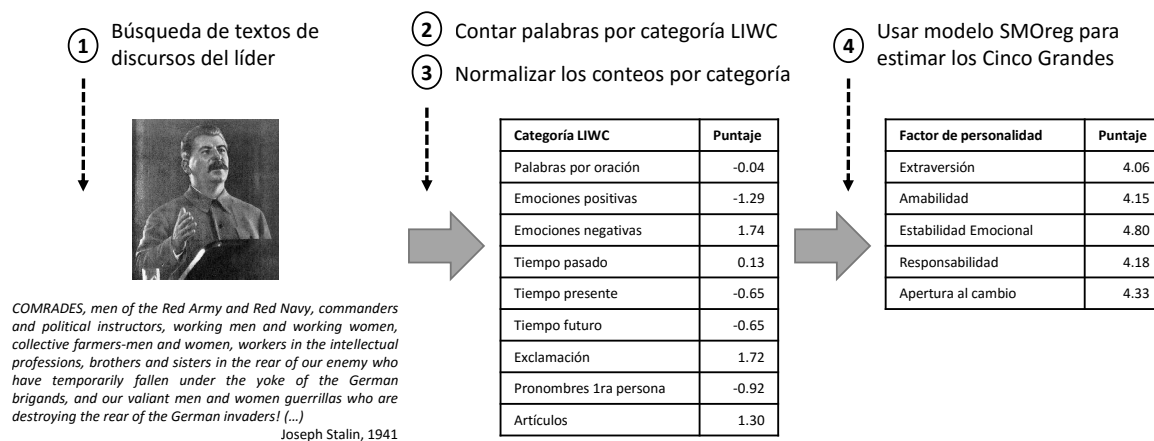 1
Búsqueda de textos de
discursos del líder
2
Contar palabras por categoría LIWC
3
Normalizar los conteos por categoría
4
Usar modelo SMOreg para
estimar los Cinco Grandes
COMRADES, men of the Red Army and Red Navy, commanders
and political instructors, working men and working women,
collective farmers-men and women, workers in the intellectual
professions, brothers and sisters in the rear of our enemy who
have temporarily fallen under the yoke of the German
brigands, and our valiant men and women guerrillas who are
destroying the rear of the German invaders! (...)
Joseph Stalin, 1941
Categoría LIWC Puntaje
Palabras por oración -0.04
Emociones positivas -1.29
Emociones negativas 1.74
Tiempo pasado 0.13
Tiempo presente -0.65
Tiempo futuro -0.65
Exclamación 1.72
Pronombres 1ra persona -0.92
Artículos 1.30
Factor de personalidad Puntaje
Extraversión 4.06
Amabilidad 4.15
Estabilidad Emocional 4.80
Responsabilidad 4.18
Apertura al cambio 4.33